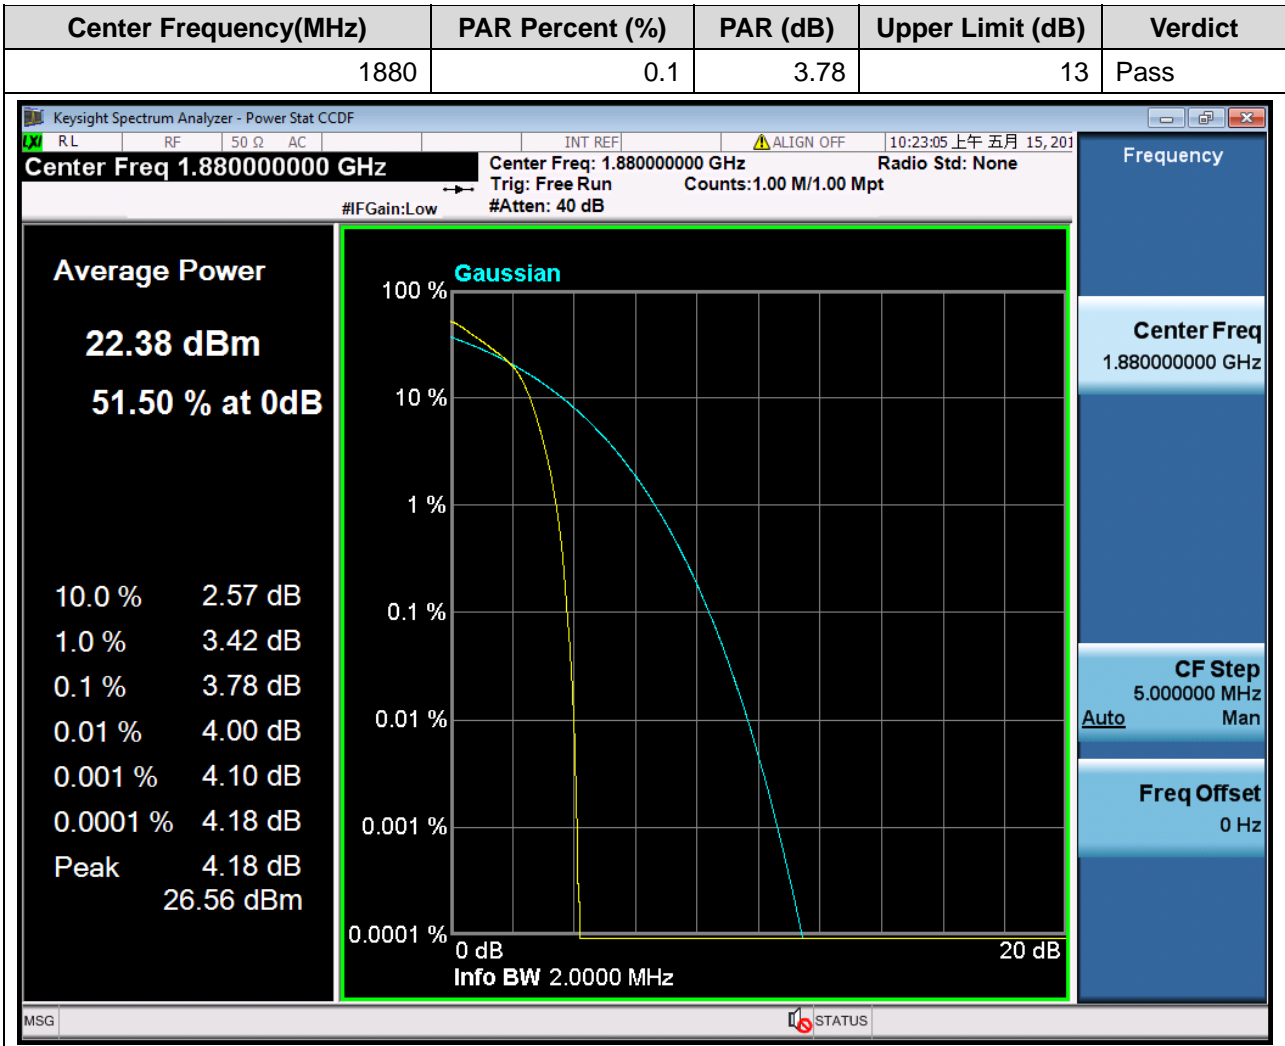 Center Frequency(MHz) PAR Percent (%) PAR (dB) Upper Limit (dB) Verdict
1880 0.1 3.78 13 Pass
Keysight Spectrum Analyzer - Power Stat CCDF
LXI RL RF 50 Ω AC INT REF ALIGN OFF 10:23:05 上午 五月 15, 201
Center Freq 1.880000000 GHz
Center Freq: 1.880000000 GHz Radio Std: None
Trig: Free Run Counts:1.00 M/1.00 Mpt
#IFGain:Low #Atten: 40 dB
Average Power
22.38 dBm
51.50 % at 0dB
10.0 % 2.57 dB
1.0 % 3.42 dB
0.1 % 3.78 dB
0.01 % 4.00 dB
0.001 % 4.10 dB
0.0001 % 4.18 dB
Peak 4.18 dB
26.56 dBm
Gaussian
100 %
10 %
1 %
0.1 %
0.01 %
0.001 %
0.0001 %
0 dB 20 dB
Info BW 2.0000 MHz
Frequency
Center Freq
1.880000000 GHz
CF Step
5.000000 MHz
Auto Man
Freq Offset
0 Hz
MSG STATUS